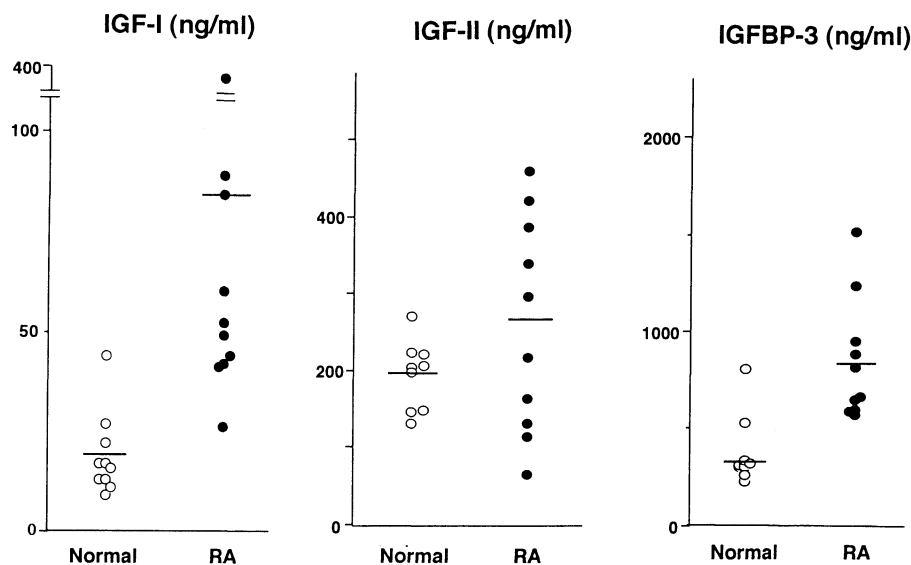 IGF-I (ng/ml)
400
100
50
0
Normal RA
IGF-II (ng/ml)
400
200
0
Normal RA
IGFBP-3 (ng/ml)
2000
1000
0
Normal RA